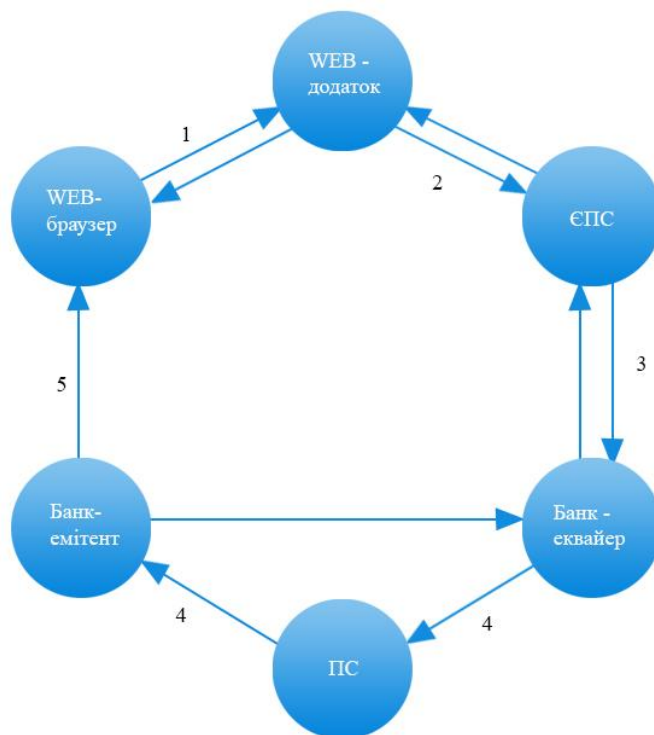 WEB -
додаток
1
2
WEB-
браузер
ЄПС
3
5
Банк-
емітент
Банк -
еквайер
4
4
ПС